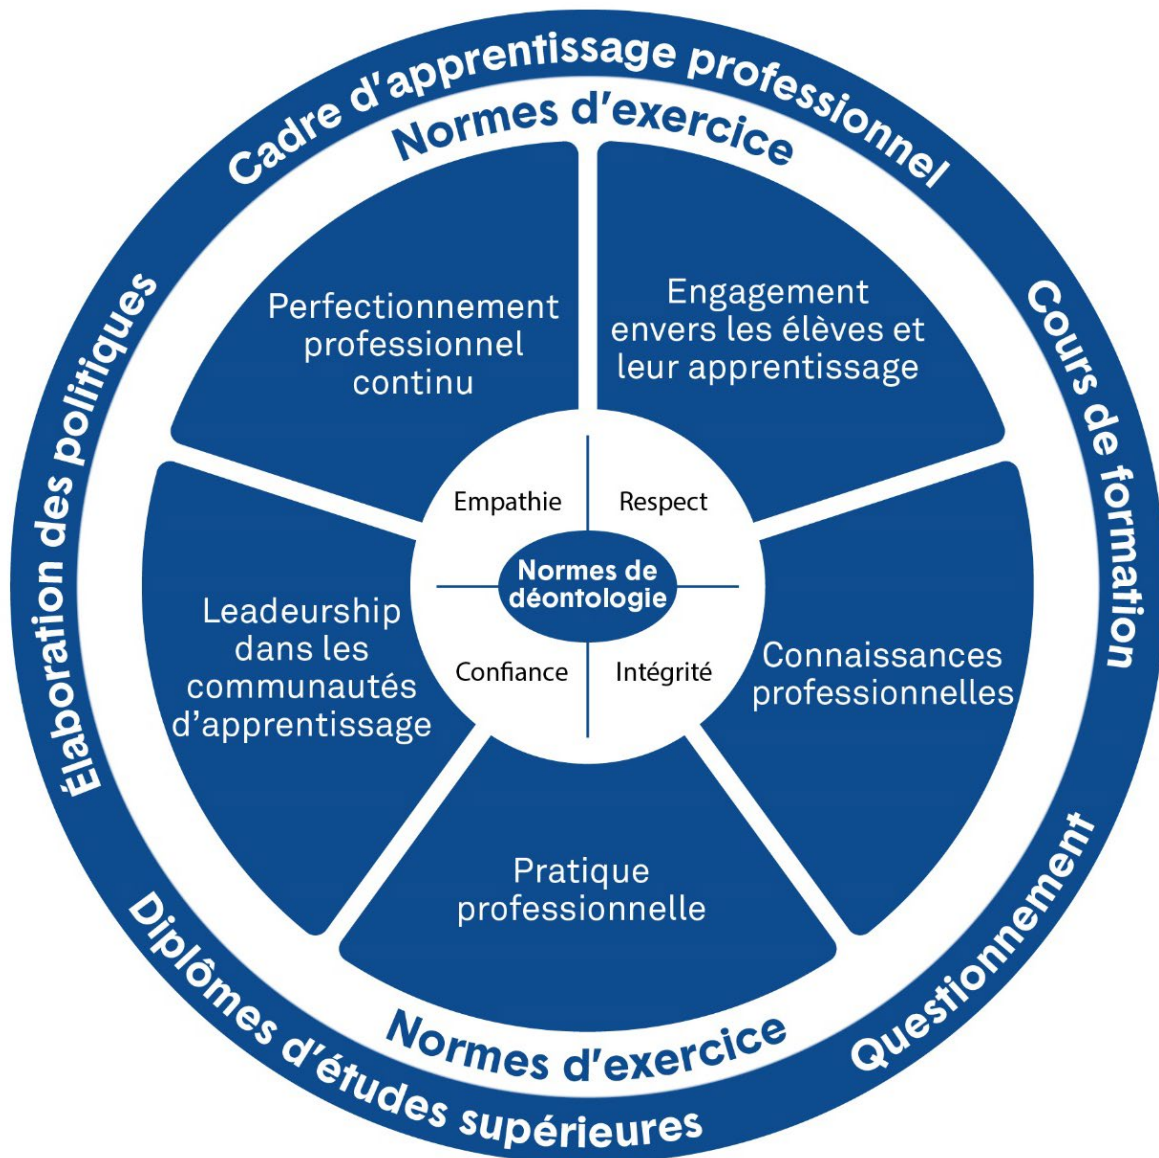 Cadre d'apprentissage professionnel
Normes d'exercice
Perfectionnement
professionnel
continu
Engagement
envers les élèves et
leur apprentissage
Élaboration des politiques
Cours de formation
Empathie
Respect
Normes de
déontologie
Confiance
Intégrité
Leadeurship
dans les
communautés
d'apprentissage
Connaissances
professionnelles
Pratique
professionnelle
Normes d'exercice
Diplômes d'études supérieures
Questionnement